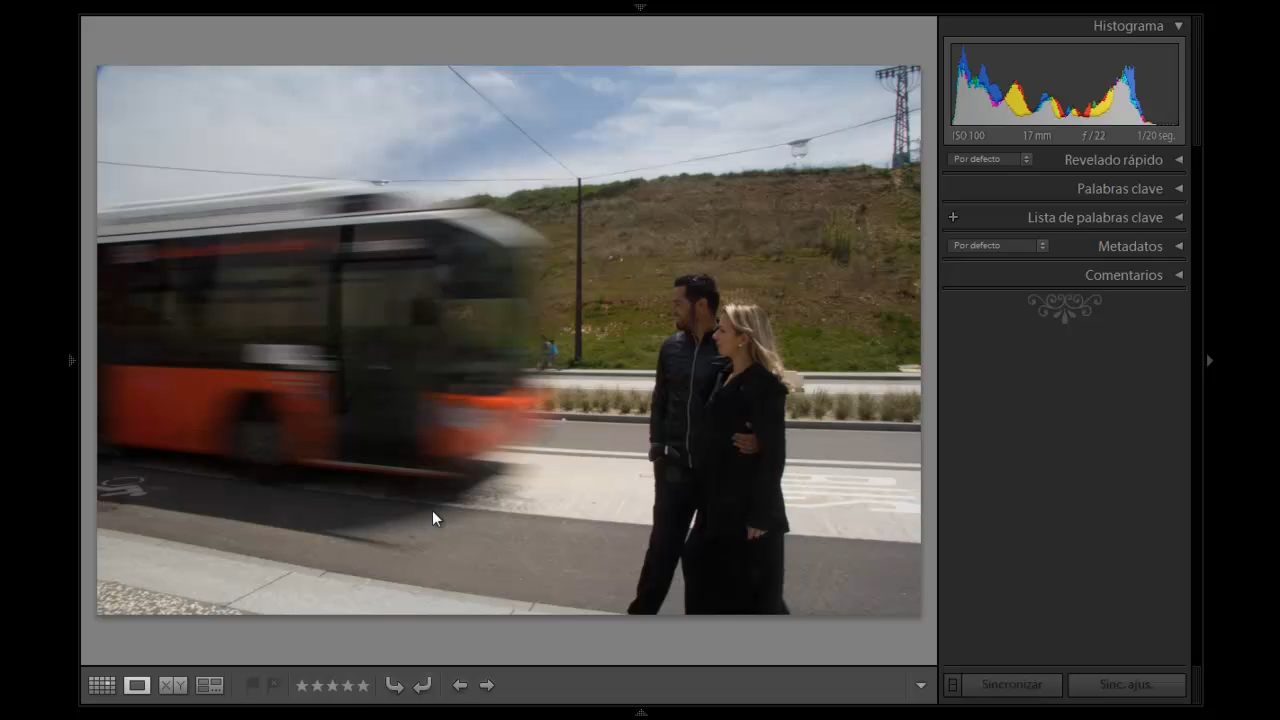 Histograma
ISO 100 17 mm ƒ / 22 1/20 seg.
Por defecto Revelado rápido
Palabras clave
Lista de palabras clave
Por defecto Metadatos
Comentarios
X Y
Sincronizar Sinc. ajus.